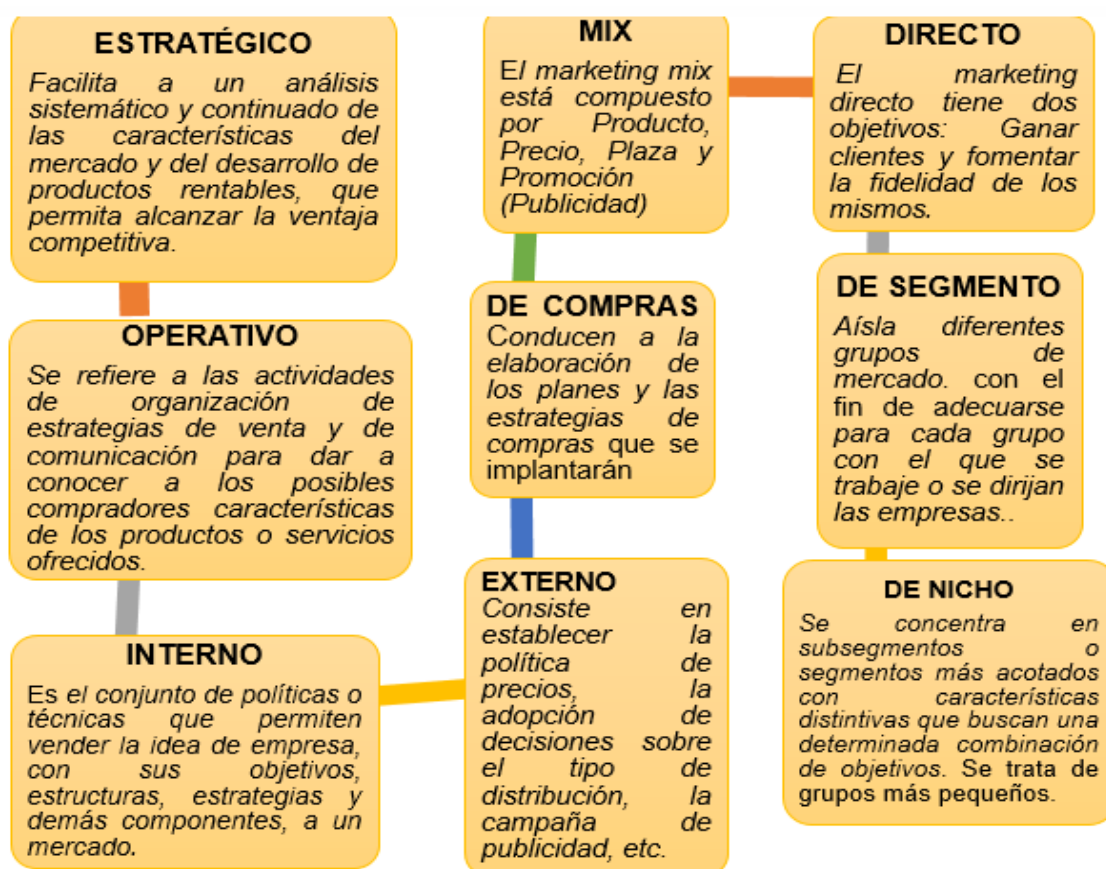 ESTRATÉGICO
Facilita a un análisis
sistemático y continuado de
las características del
mercado y del desarrollo de
productos rentables, que
permita alcanzar la ventaja
competitiva.
OPERATIVO
Se refiere a las actividades
de organización de
estrategias de venta y de
comunicación para dar a
conocer a los posibles
compradores características
de los productos o servicios
ofrecidos.
INTERNO
Es el conjunto de políticas o
técnicas que permiten
vender la idea de empresa,
con sus objetivos,
estructuras, estrategias y
demás componentes, a un
mercado.
EXTERNO
Consiste en
establecer la
política de
precios, la
adopción de
decisiones sobre
el tipo de
distribución, la
campaña de
publicidad, etc.
DE COMPRAS
Conducen a la
elaboración de
los planes y las
estrategias de
compras que se
implantarán
MIX
El marketing mix
está compuesto
por Producto,
Precio, Plaza y
Promoción
(Publicidad)
DIRECTO
El marketing
directo tiene dos
objetivos: Ganar
clientes y fomentar
la fidelidad de los
mismos.
DE SEGMENTO
Aísla diferentes
grupos de
mercado. con el
fin de adecuarse
para cada grupo
con el que se
trabaje o se dirijan
las empresas..
DE NICHO
Se concentra en
subsegmentos o
segmentos más acotados
con características
distintivas que buscan una
determinada combinación
de objetivos. Se trata de
grupos más pequeños.